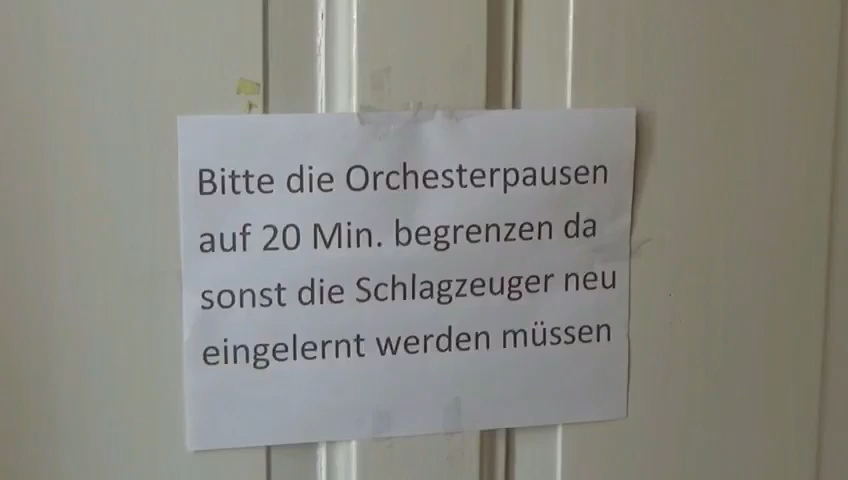 Bitte die Orchesterpausen
auf 20 Min. begrenzen da
sonst die Schlagzeuger neu
eingelernt werden müssen